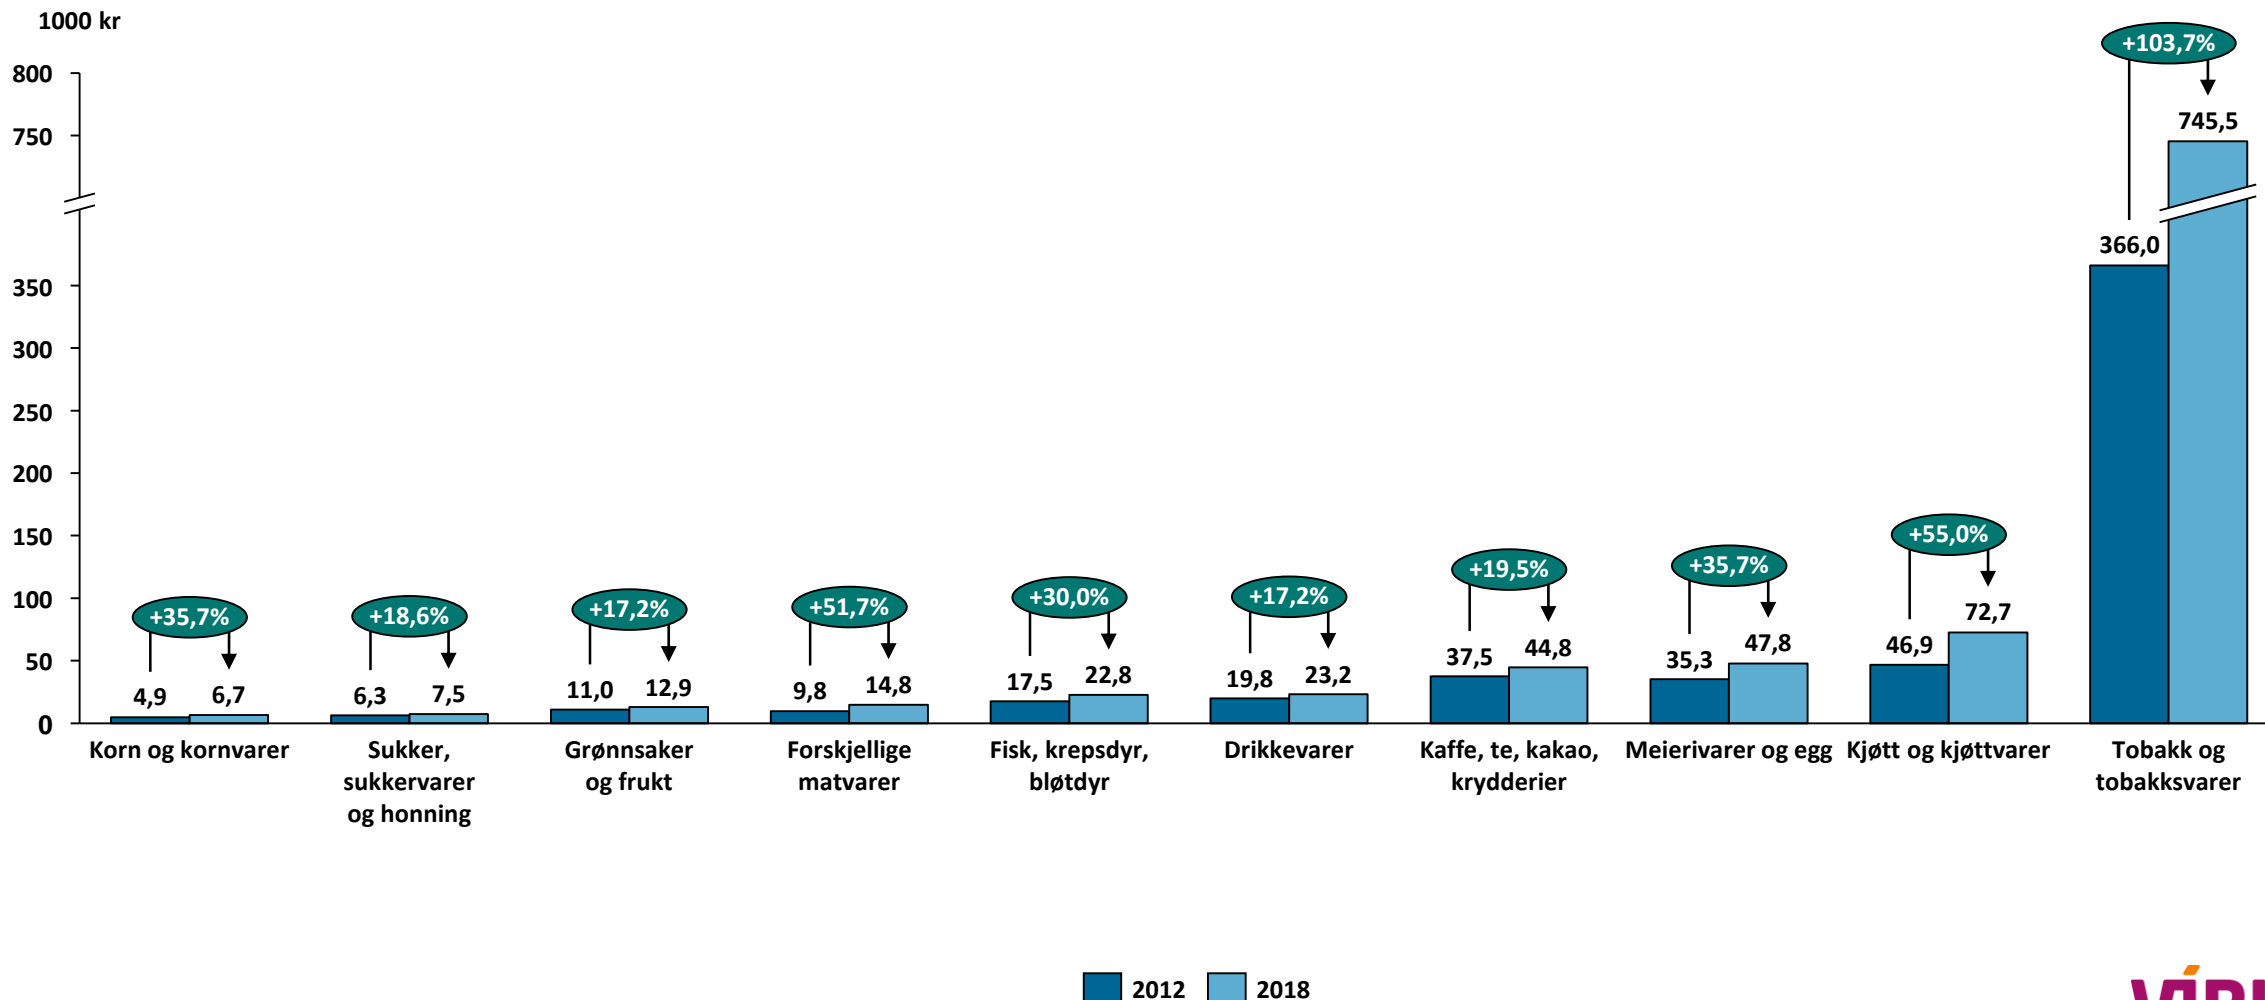 1000 kr
800
750
350
300
250
200
150
100
50
0
+35,7%
4,9
6,7
+18,6%
6,3
7,5
+17,2%
11,0
12,9
+51,7%
9,8
14,8
+30,0%
17,5
22,8
+17,2%
19,8
23,2
+19,5%
37,5
44,8
+35,7%
35,3
47,8
+55,0%
46,9
72,7
+103,7%
366,0
745,5
Korn og kornvarer
Sukker,
sukkervarer
og honning
Grønnsaker
og frukt
Forskjellige
matvarer
Fisk, krepsdyr,
bløtdyr
Drikkevarer
Kaffe, te, kakao,
krydderier
Meierivarer og egg
Kjøtt og kjøttvarer
Tobakk og
tobakksvarer
2012
2018